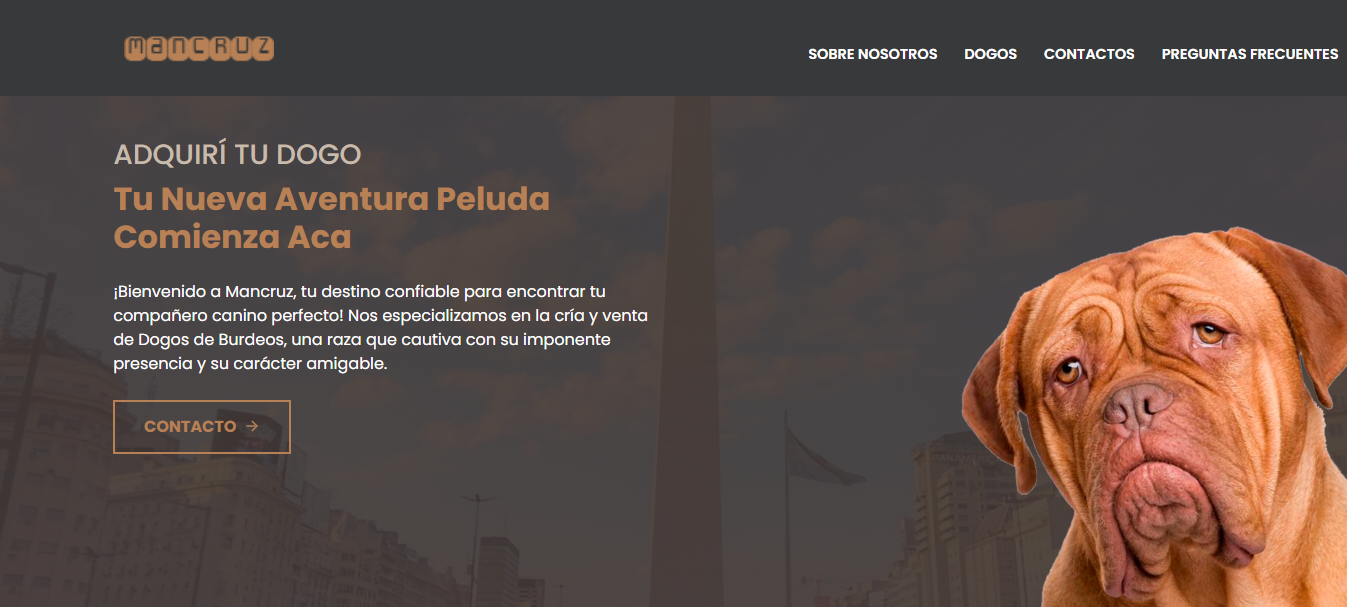 mancruz
SOBRE NOSOTROS DOGOS CONTACTOS PREGUNTAS FRECUENTES
ADQUIRÍ TU DOGO
Tu Nueva Aventura Peluda
Comienza Aca
¡Bienvenido a Mancruz, tu destino confiable para encontrar tu
compañero canino perfecto! Nos especializamos en la cría y venta
de Dogos de Burdeos, una raza que cautiva con su imponente
presencia y su carácter amigable.
CONTACTO →